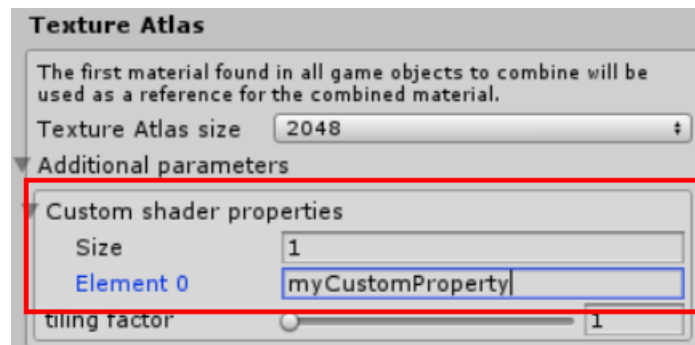 Texture Atlas
The first material found in all game objects to combine will be
used as a reference for the combined material.
Texture Atlas size 2048
Additional parameters
Custom shader properties
Size 1
Element 0 myCustomProperty
tiling factor 1